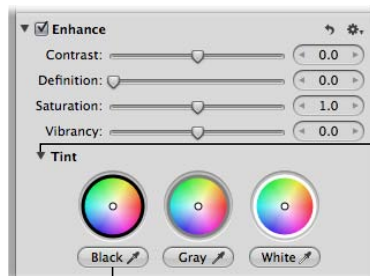 Enhance
Contrast: 0.0
Definition: 0.0
Saturation: 1.0
Vibrancy: 0.0
Tint
Black Gray White